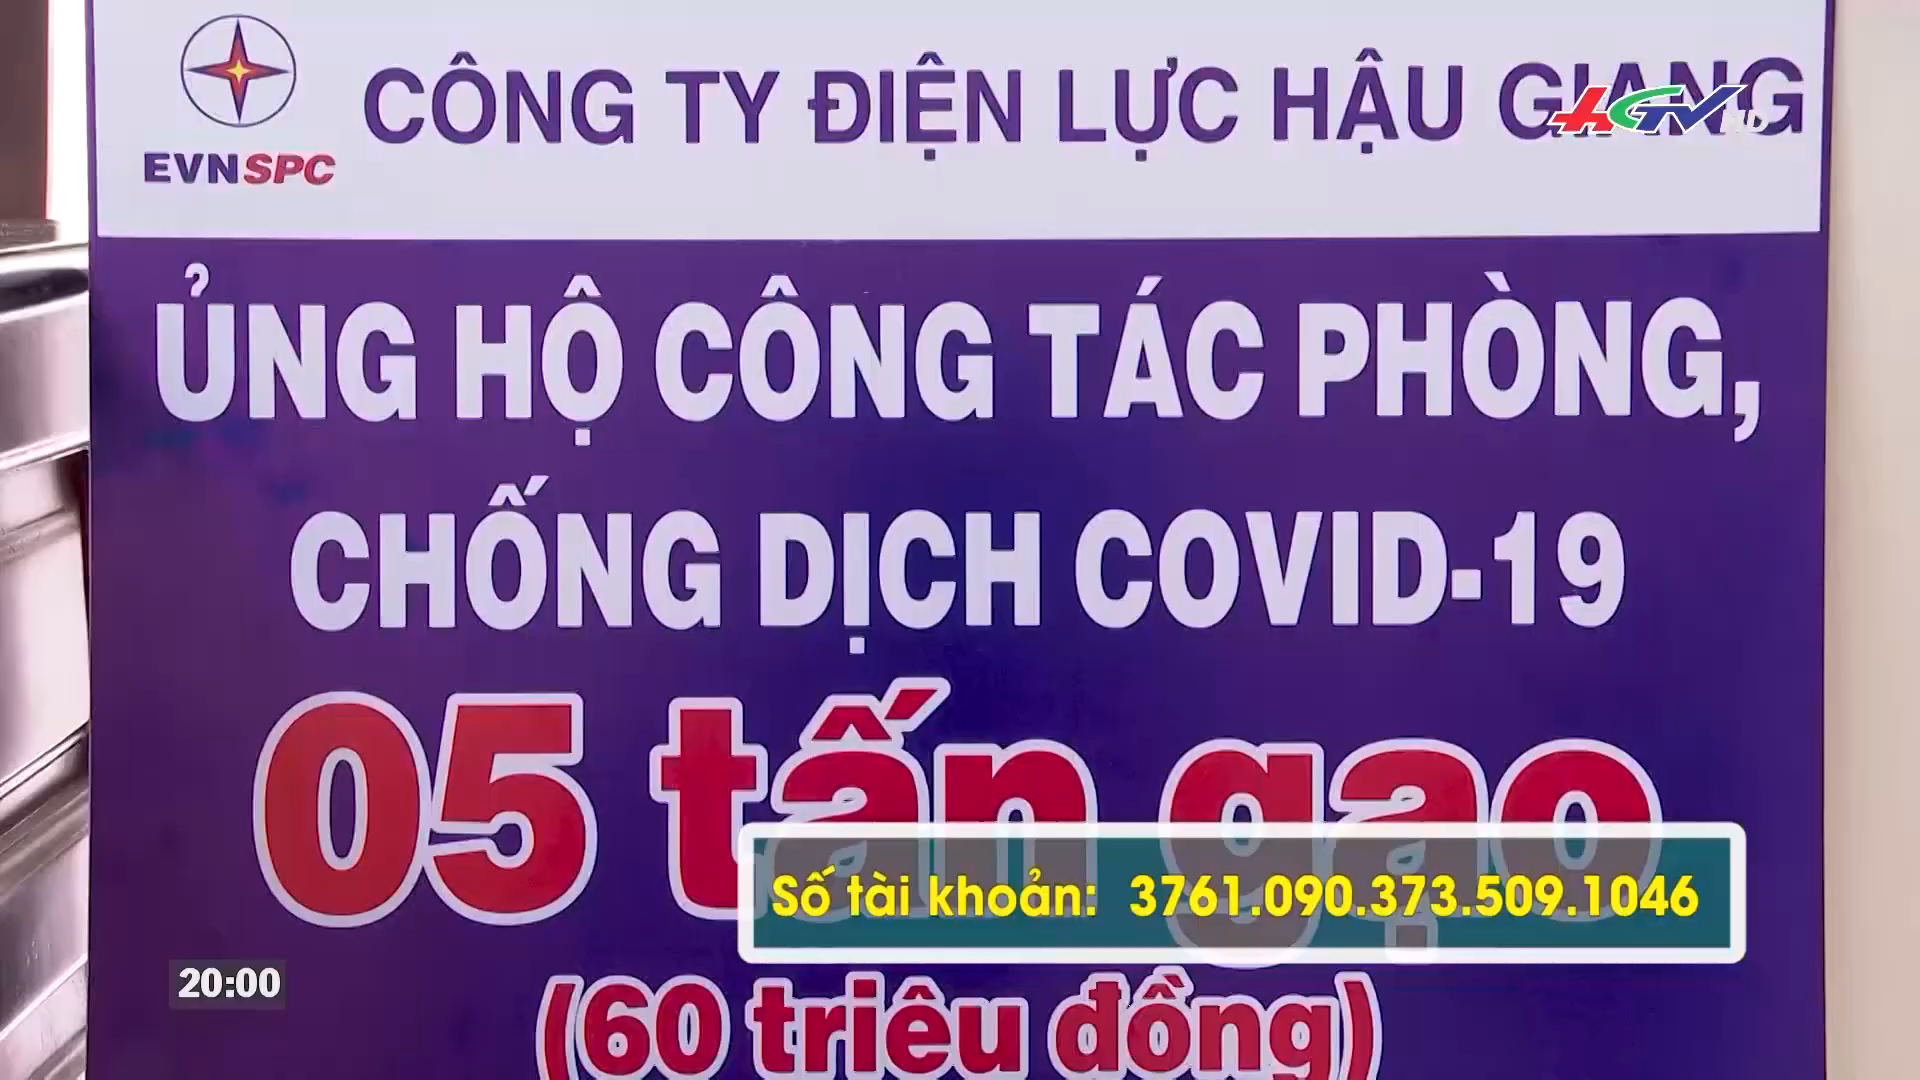 CÔNG TY ĐIỆN LỰC HẬU GIANG
HGTV HD
EVNSPC
ỦNG HỘ CÔNG TÁC PHÒNG,
CHỐNG DỊCH COVID-19
05 tấn gạo
Số tài khoản: 3761.090.373.509.1046
20:00
(60 triệu đồng)